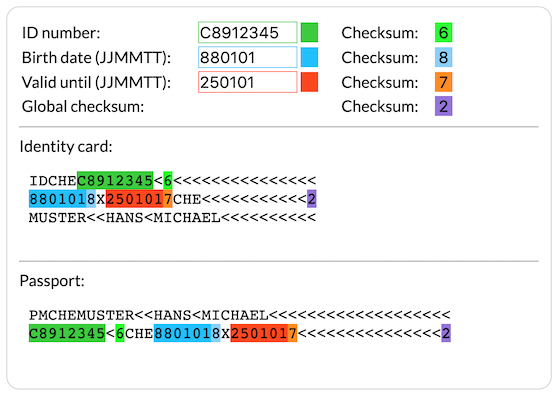 ID number: C8912345 Checksum: 6
Birth date (JJMMTT): 880101 Checksum: 8
Valid until (JJMMTT): 250101 Checksum: 7
Global checksum: Checksum: 2
Identity card:
IDCHEC8912345<6<<<<<<<<<<<<<<<
8801018X2501017CHE<<<<<<<<<<<2
MUSTER<<HANS<MICHAEL<<<<<<<<<<
Passport:
PMCHEMUSTER<<HANS<MICHAEL<<<<<<<<<<<<<<<<<<<
C8912345<6CHE8801018X2501017<<<<<<<<<<<<<<<2